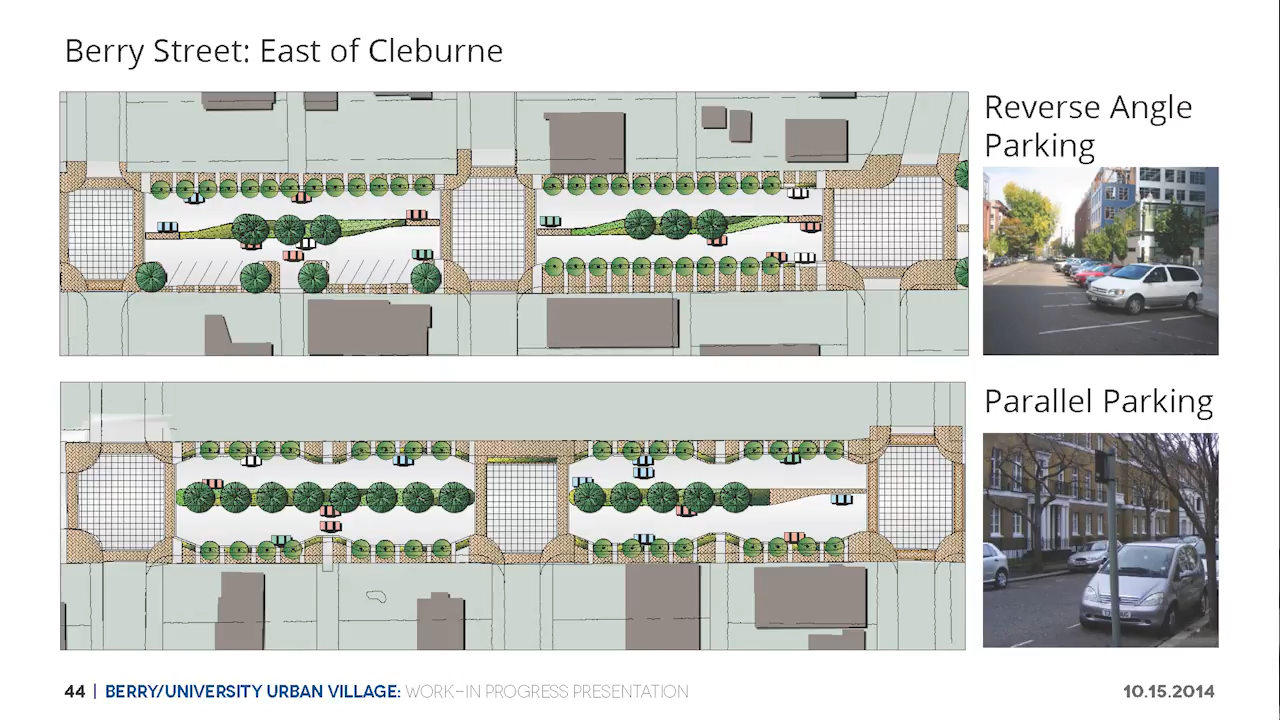 Berry Street: East of Cleburne
Reverse Angle
Parking
Parallel Parking
44 | BERRY/UNIVERSITY URBAN VILLAGE: WORK-IN PROGRESS PRESENTATION
10.15.2014